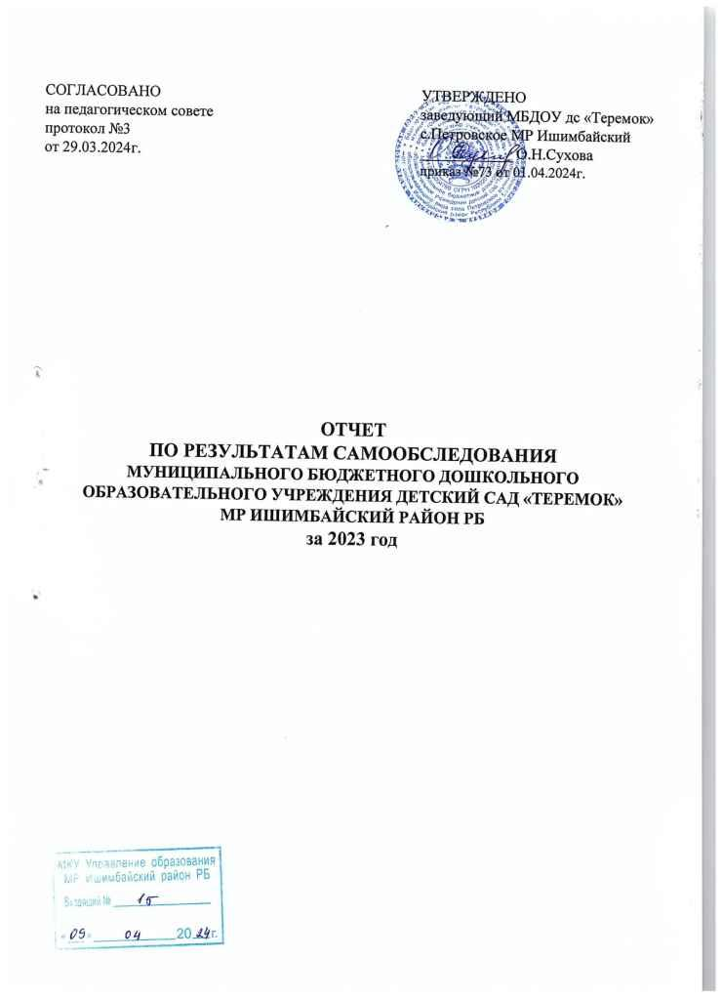 СОГЛАСОВАНО
на педагогическом совете
протокол №3
от 29.03.2024г.
УТВЕРЖДЕНО
заведующий МБДОУ дс «Теремок»
с.Петровское МР Ишимбайский
О.Н.Сухова
приказ №73 от 01.04.2024г.
ОТЧЕТ
ПО РЕЗУЛЬТАТАМ САМООБСЛЕДОВАНИЯ
МУНИЦИПАЛЬНОГО БЮДЖЕТНОГО ДОШКОЛЬНОГО
ОБРАЗОВАТЕЛЬНОГО УЧРЕЖДЕНИЯ ДЕТСКИЙ САД «ТЕРЕМОК»
МР ИШИМБАЙСКИЙ РАЙОН РБ
за 2023 год
МКУ Управление образования
МР Ишимбайский район РБ
Входящий № 15
«09» 04 2024г.